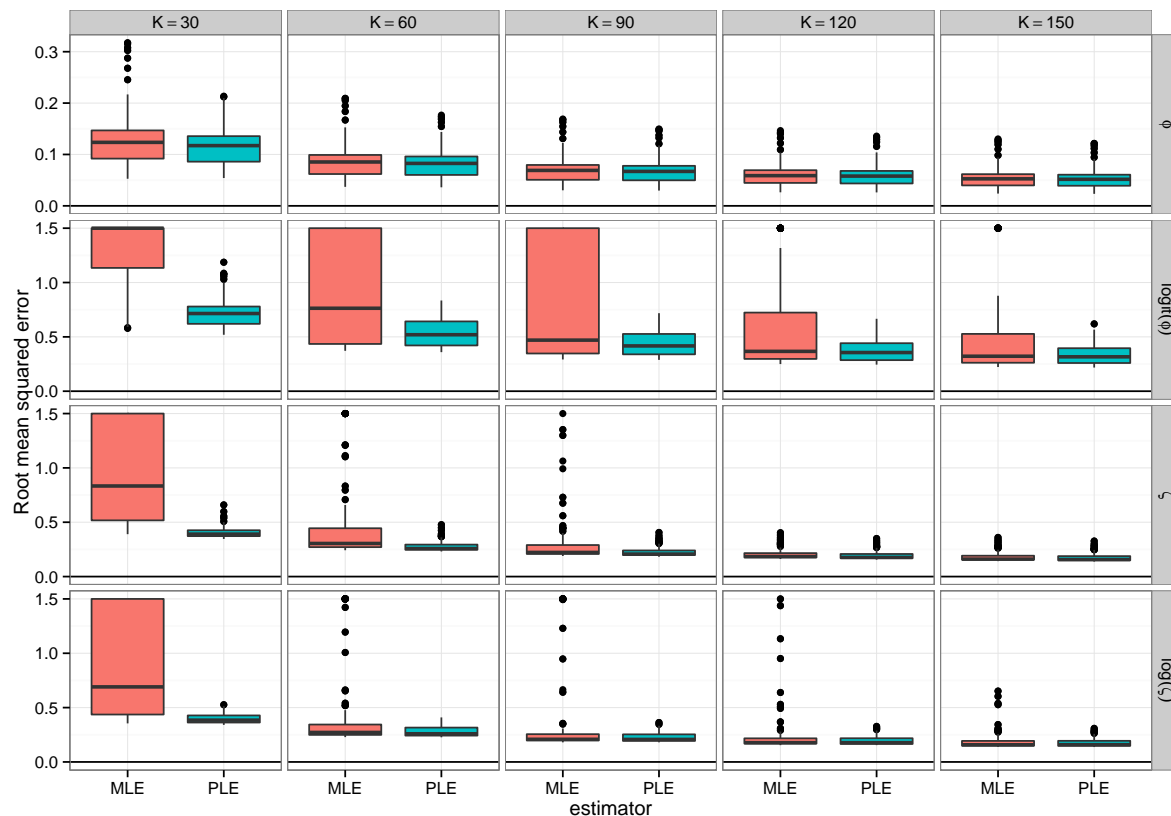 K = 30
K = 60
K = 90
K = 120
K = 150
Root mean squared error
0.3
0.2
0.1
0.0
ϕ
1.5
1.0
0.5
0.0
logit(ϕ)
1.5
1.0
0.5
0.0
ζ
1.5
1.0
0.5
0.0
log(ζ)
MLE PLE
MLE PLE
MLE PLE
MLE PLE
MLE PLE
estimator